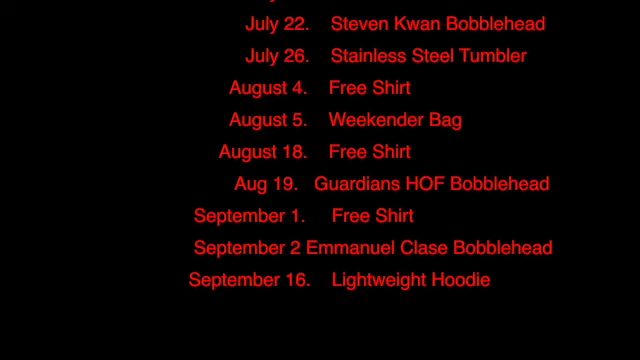 July 22. Steven Kwan Bobblehead
July 26. Stainless Steel Tumbler
August 4. Free Shirt
August 5. Weekender Bag
August 18. Free Shirt
Aug 19. Guardians HOF Bobblehead
September 1. Free Shirt
September 2 Emmanuel Clase Bobblehead
September 16. Lightweight Hoodie